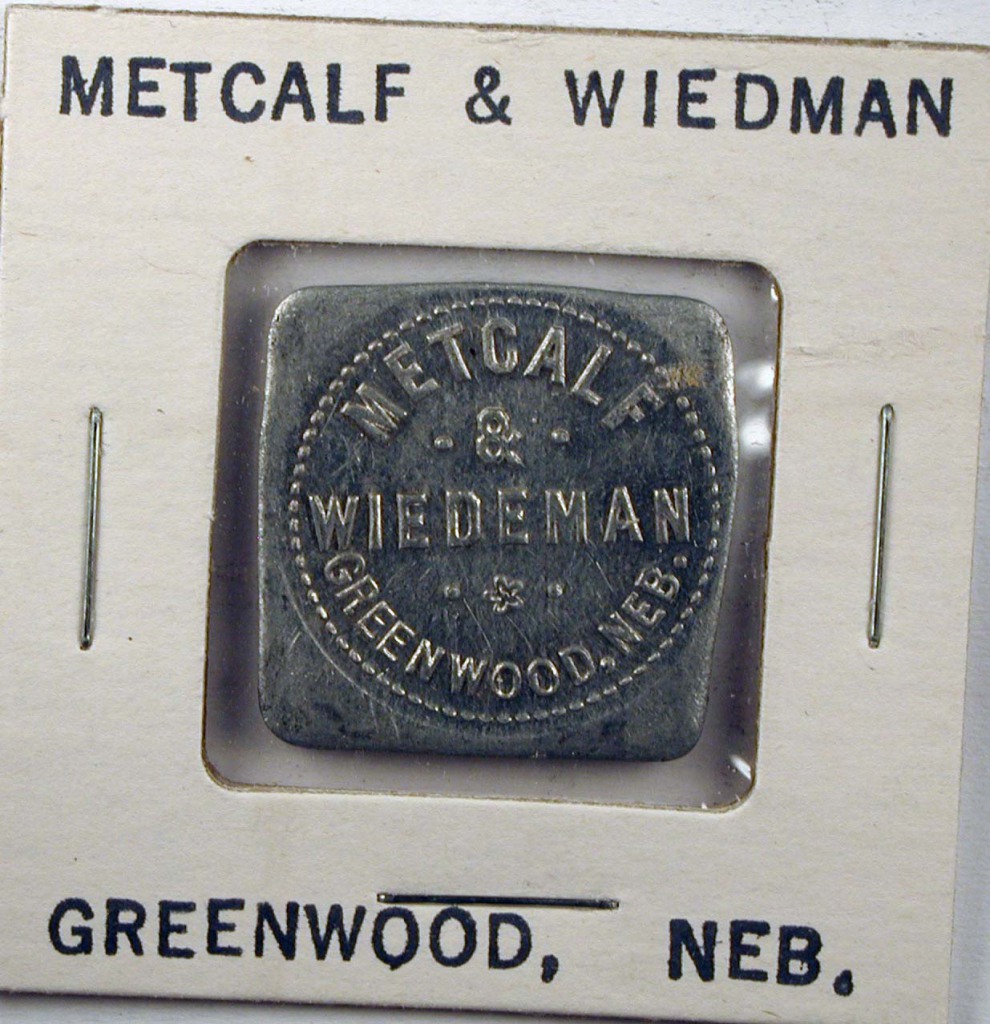 METCALF & WIEDMAN
METCALF
&
WIEDEMAN
GREENWOOD, NEB.
GREENWOOD, NEB.